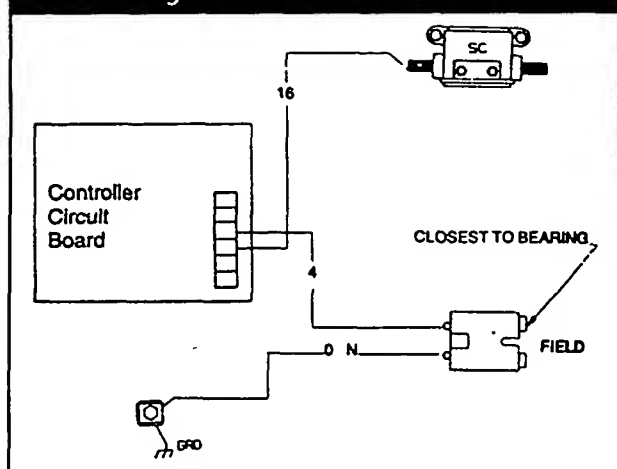 SC
16
Controller
Circuit
Board
CLOSEST TO BEARING
4
FIELD
0 N
GRD